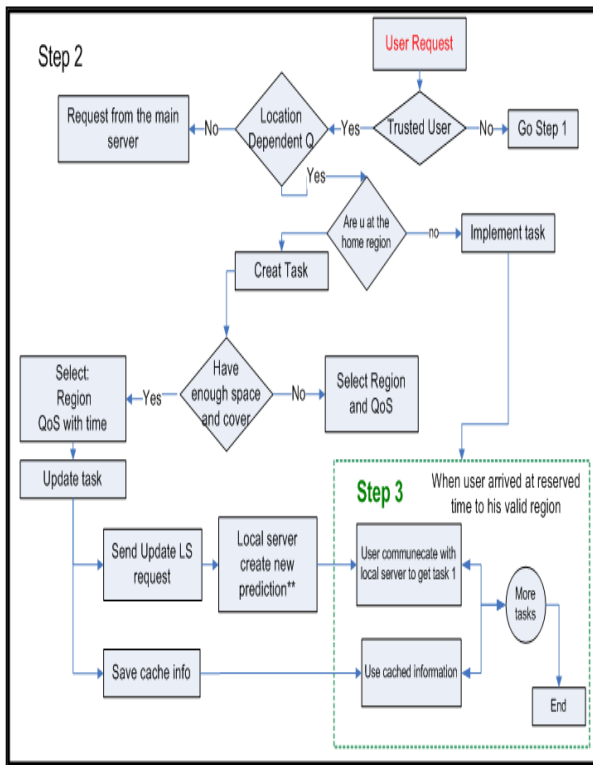 Step 2
User Request
Request from the main
server
No
Location
Dependent Q
Yes
Trusted User
No
Go Step 1
Yes
Are u at the
home region
no
Implement task
Creat Task
Select:
Region
QoS with time
Yes
Have
enough space
and cover
No
Select Region
and QoS
Update task
Step 3
When user arrived at reserved
time to his valid region
Send Update LS
request
Local server
create new
prediction**
User communecate with
local server to get task 1
More
tasks
Save cache info
Use cached information
End